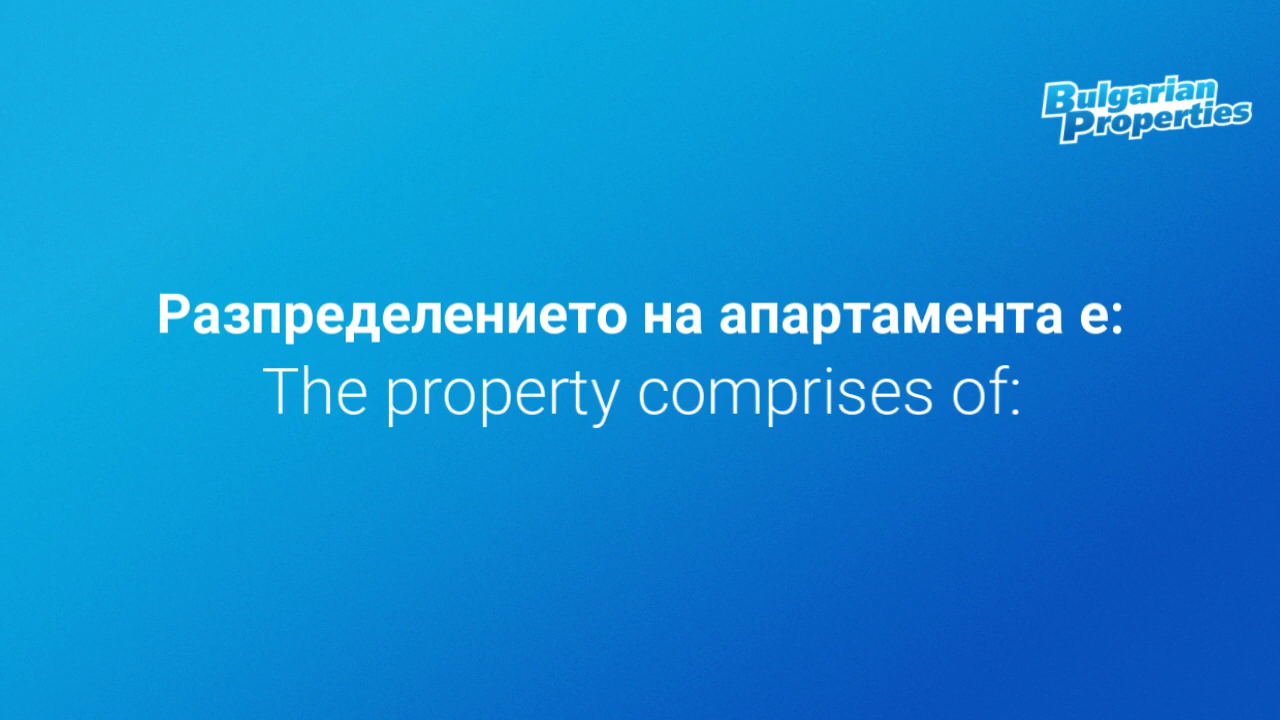 Bulgarian
Properties
Разпределението на апартамента е:
The property comprises of: